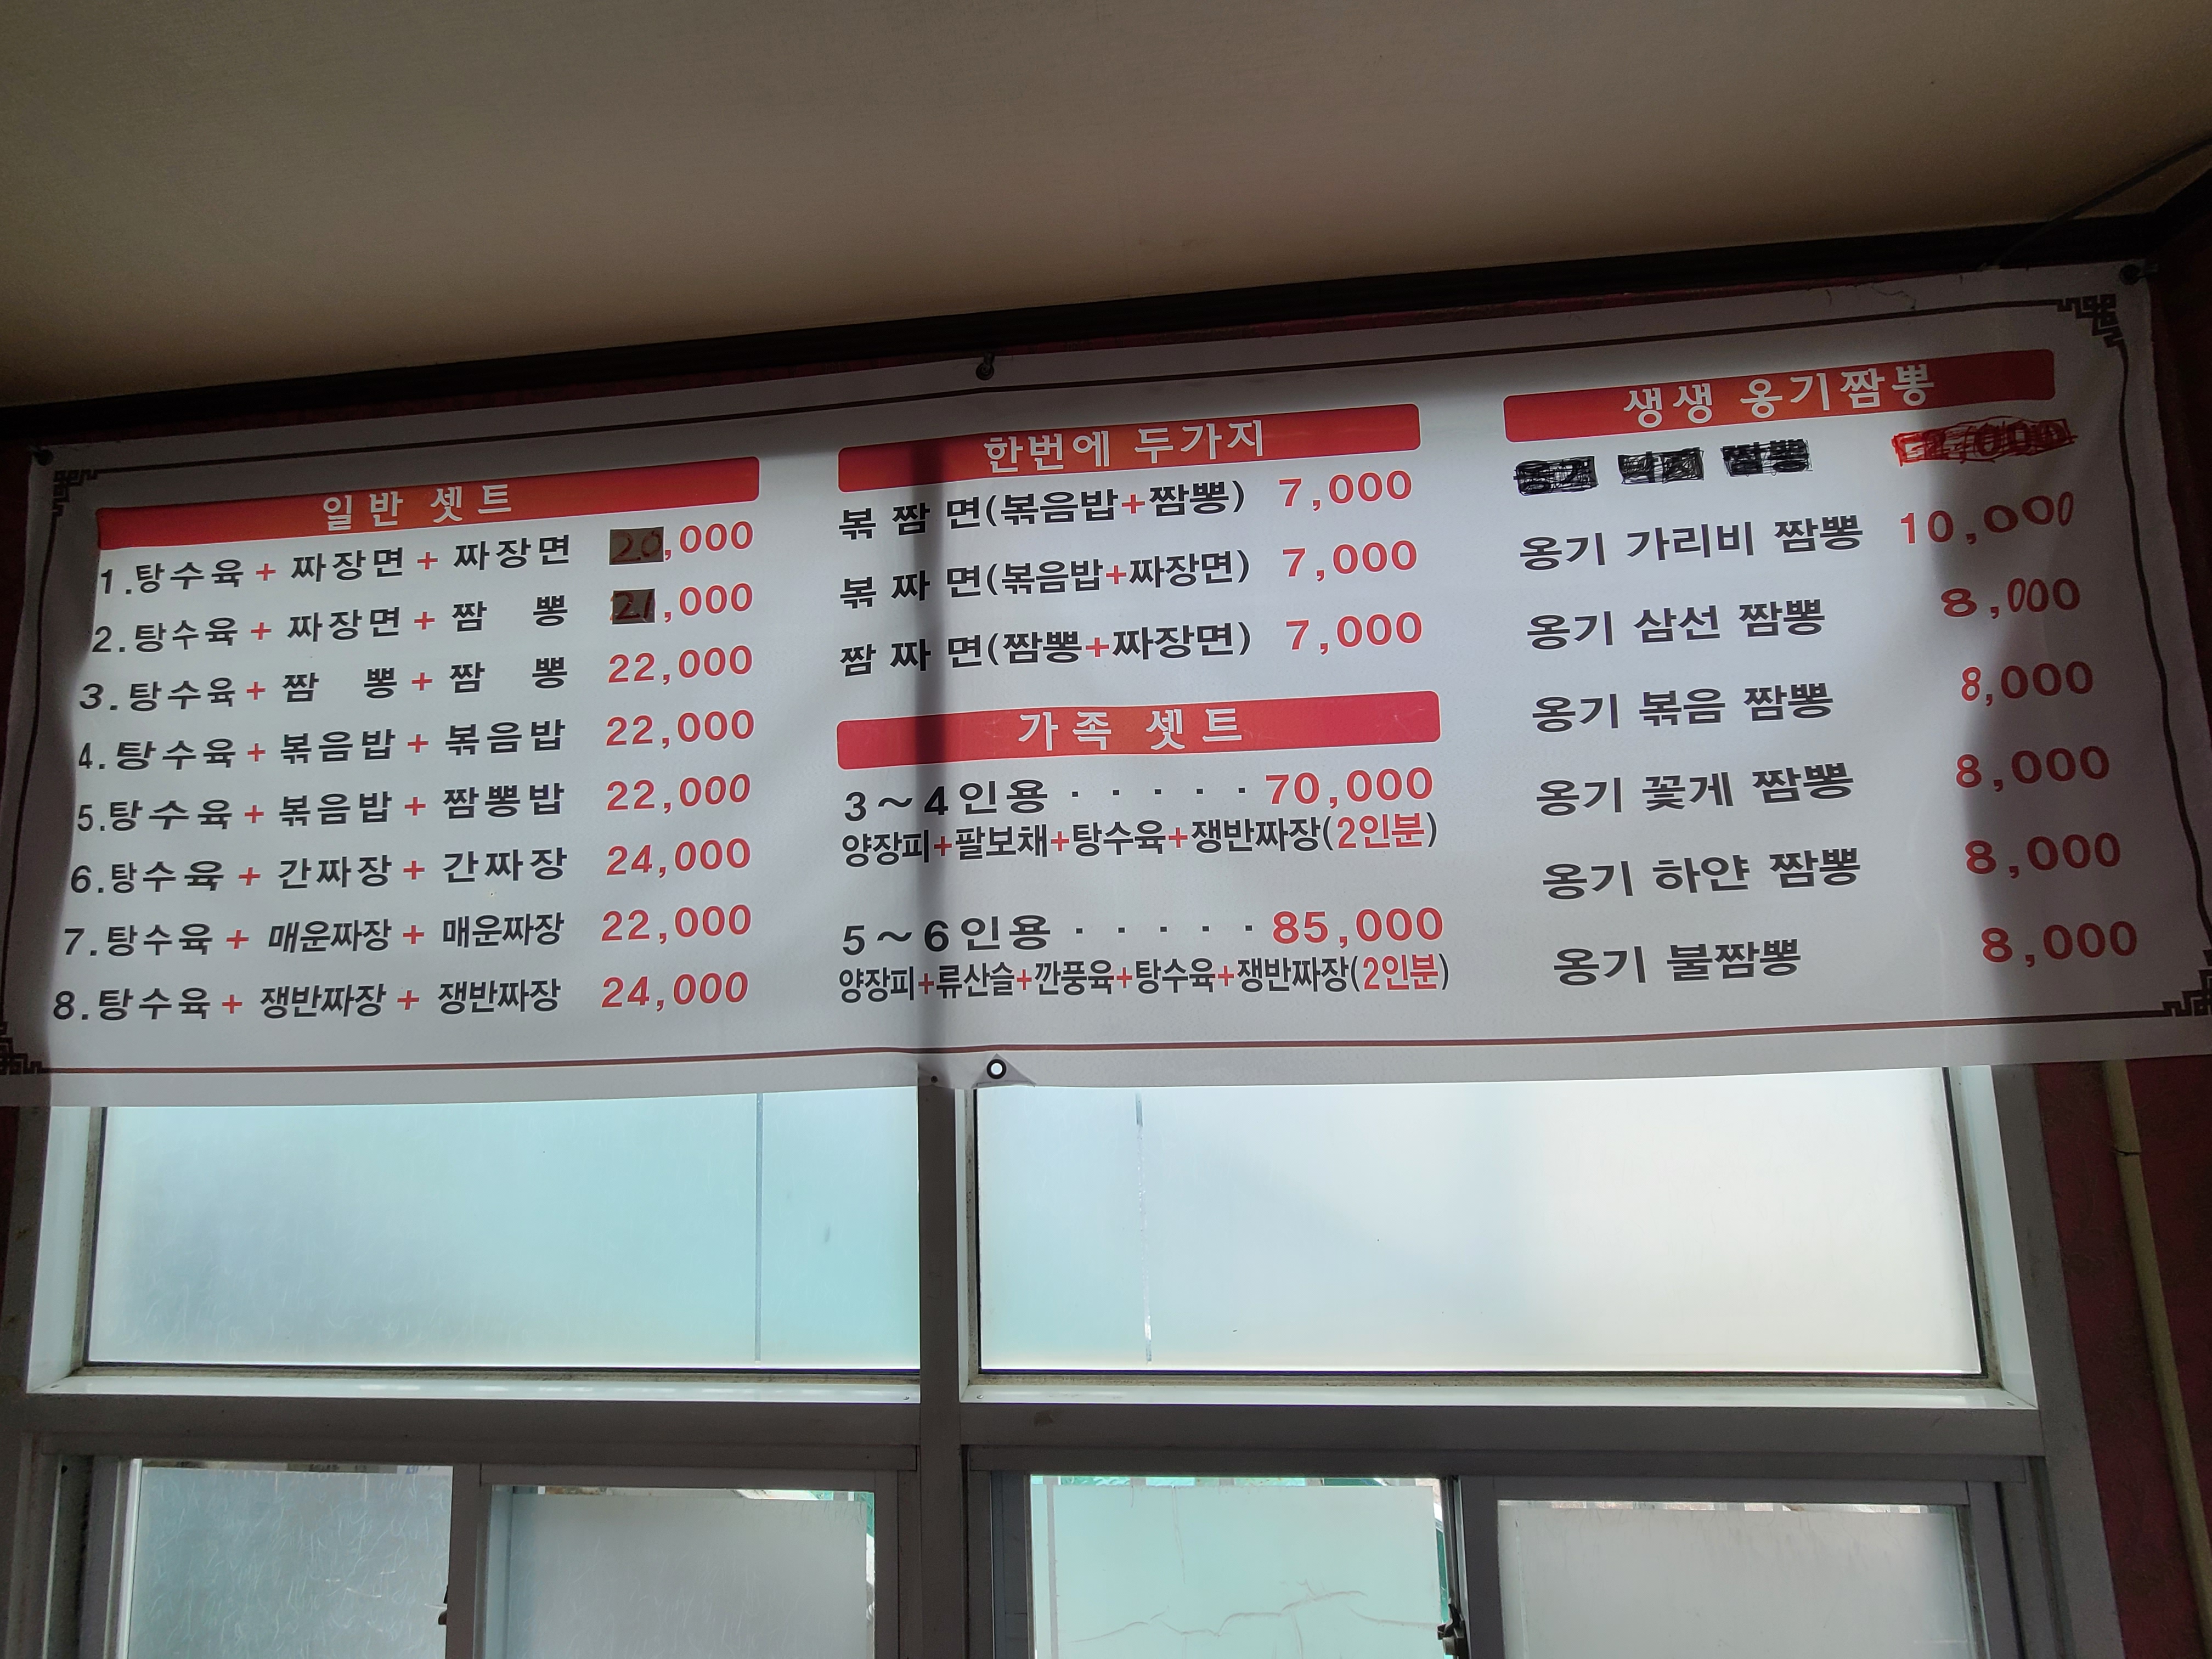 일반 셋트
1.탕수육+짜장면+짜장면 20,000
2.탕수육+짜장면+짬 뽕 21,000
3.탕수육+짬 뽕+짬 뽕 22,000
4.탕수육+볶음밥+볶음밥 22,000
5.탕수육+볶음밥+짬뽕밥 22,000
6.탕수육+간짜장+간짜장 24,000
7.탕수육+매운짜장+매운짜장 22,000
8.탕수육+쟁반짜장+쟁반짜장 24,000
한번에 두가지
볶 짬 면(볶음밥+짬뽕) 7,000
볶 짜 면(볶음밥+짜장면) 7,000
짬 짜 면(짬뽕+짜장면) 7,000
가족 셋트
3~4인용 · · · · · 70,000
양장피+팔보채+탕수육+쟁반짜장(2인분)
5~6인용 · · · · · 85,000
양장피+류산슬+깐풍육+탕수육+쟁반짜장(2인분)
생생 옹기짬뽕
짬뽕
옹기 가리비 짬뽕 10,000
옹기 삼선 짬뽕 8,000
옹기 볶음 짬뽕 8,000
옹기 꽃게 짬뽕 8,000
옹기 하얀 짬뽕 8,000
옹기 불짬뽕 8,000